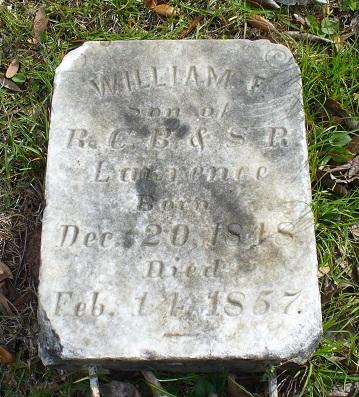 WILLIAM F.
Son of
R. C. B. & S. R.
Lawrence
Born
Dec. 20, 1848
Died
Feb. 14, 1857.